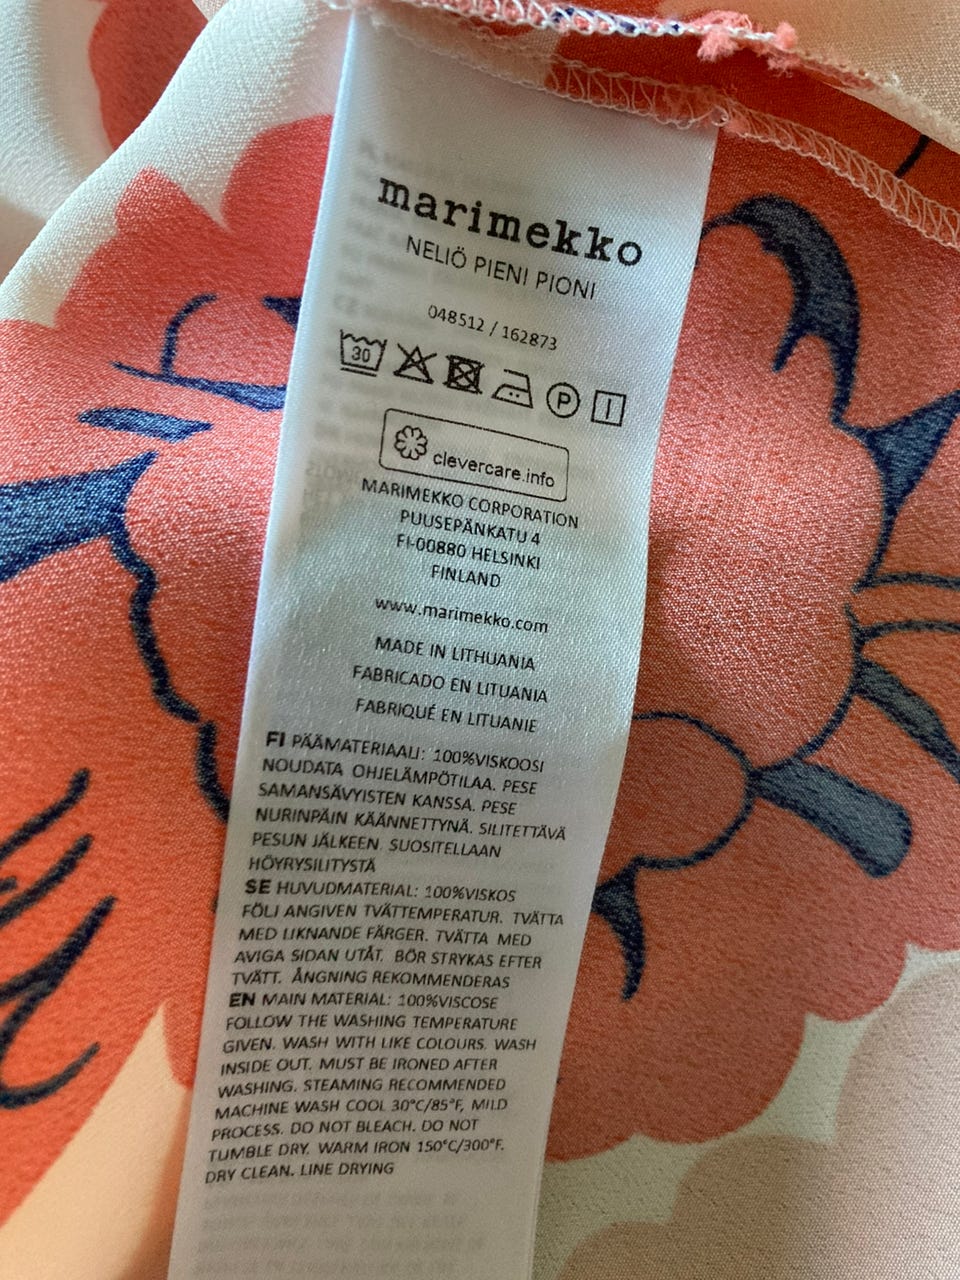 marimekko
NELIÖ PIENI PIONI
048512 / 162873
30
P
clevercare.info
MARIMEKKO CORPORATION
PUUSEPÄNKATU 4
FI-00880 HELSINKI
FINLAND
www.marimekko.com
MADE IN LITHUANIA
FABRICADO EN LITUANIA
FABRIQUÉ EN LITUANIE
FI PÄÄMATERIAALI: 100%VISKOOSI
NOUDATA OHJELÄMPÖTILAA. PESE
SAMANSÄVYISTEN KANSSA. PESE
NURINPÄIN KÄÄNNETTYNÄ. SILITETTÄVÄ
PESUN JÄLKEEN. SUOSITELLAAN
HÖYRYSILITYSTÄ
SE HUVUDMATERIAL: 100%VISKOS
FÖLJ ANGIVEN TVÄTTEMPERATUR. TVÄTTA
MED LIKNANDE FÄRGER. TVÄTTA MED
AVIGA SIDAN UTÅT. BÖR STRYKAS EFTER
TVÄTT. ÅNGNING REKOMMENDERAS
EN MAIN MATERIAL: 100%VISCOSE
FOLLOW THE WASHING TEMPERATURE
GIVEN. WASH WITH LIKE COLOURS. WASH
INSIDE OUT. MUST BE IRONED AFTER
WASHING. STEAMING RECOMMENDED
MACHINE WASH COOL 30°C/85°F, MILD
PROCESS. DO NOT BLEACH. DO NOT
TUMBLE DRY. WARM IRON 150°C/300°F.
DRY CLEAN. LINE DRYING